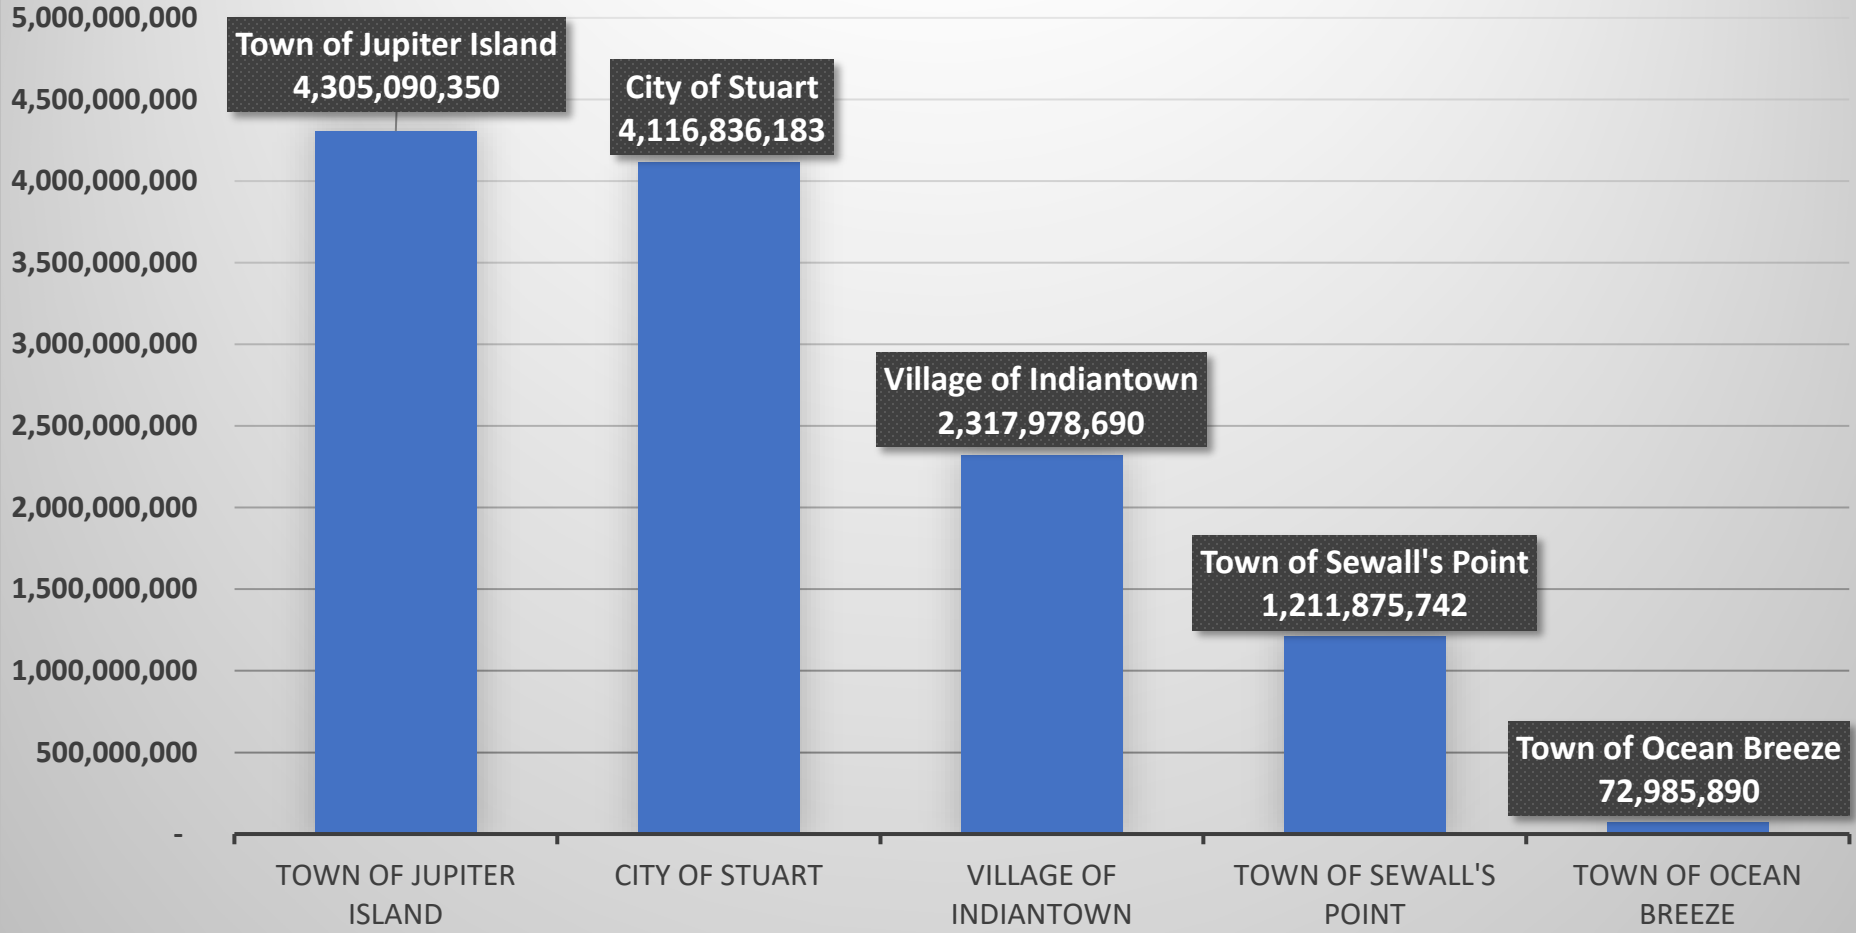 5,000,000,000
4,500,000,000
4,000,000,000
3,500,000,000
3,000,000,000
2,500,000,000
2,000,000,000
1,500,000,000
1,000,000,000
500,000,000
-
Town of Jupiter Island
4,305,090,350
City of Stuart
4,116,836,183
Village of Indiantown
2,317,978,690
Town of Sewall's Point
1,211,875,742
Town of Ocean Breeze
72,985,890
TOWN OF JUPITER
ISLAND
CITY OF STUART
VILLAGE OF
INDIANTOWN
TOWN OF SEWALL'S
POINT
TOWN OF OCEAN
BREEZE